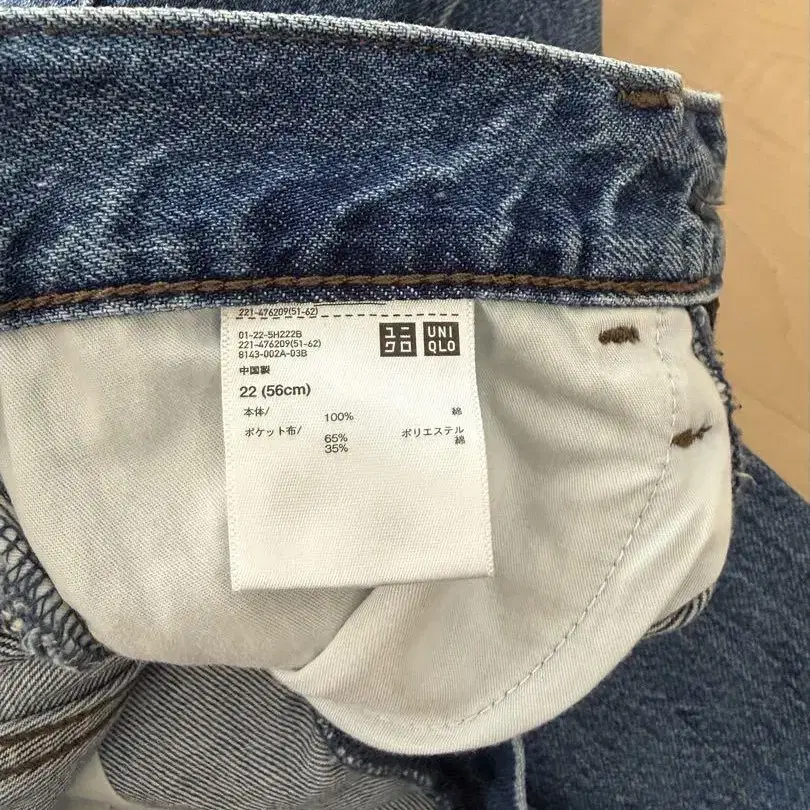 221-476209(51-62)
01-22-5H222B
221-476209(51-62)
8143-002A-03B
ユニクロ UNIQLO
中国製
22 (56cm)
本体/ 100% 綿
ポケット布/ 65% ポリエステル
35% 綿